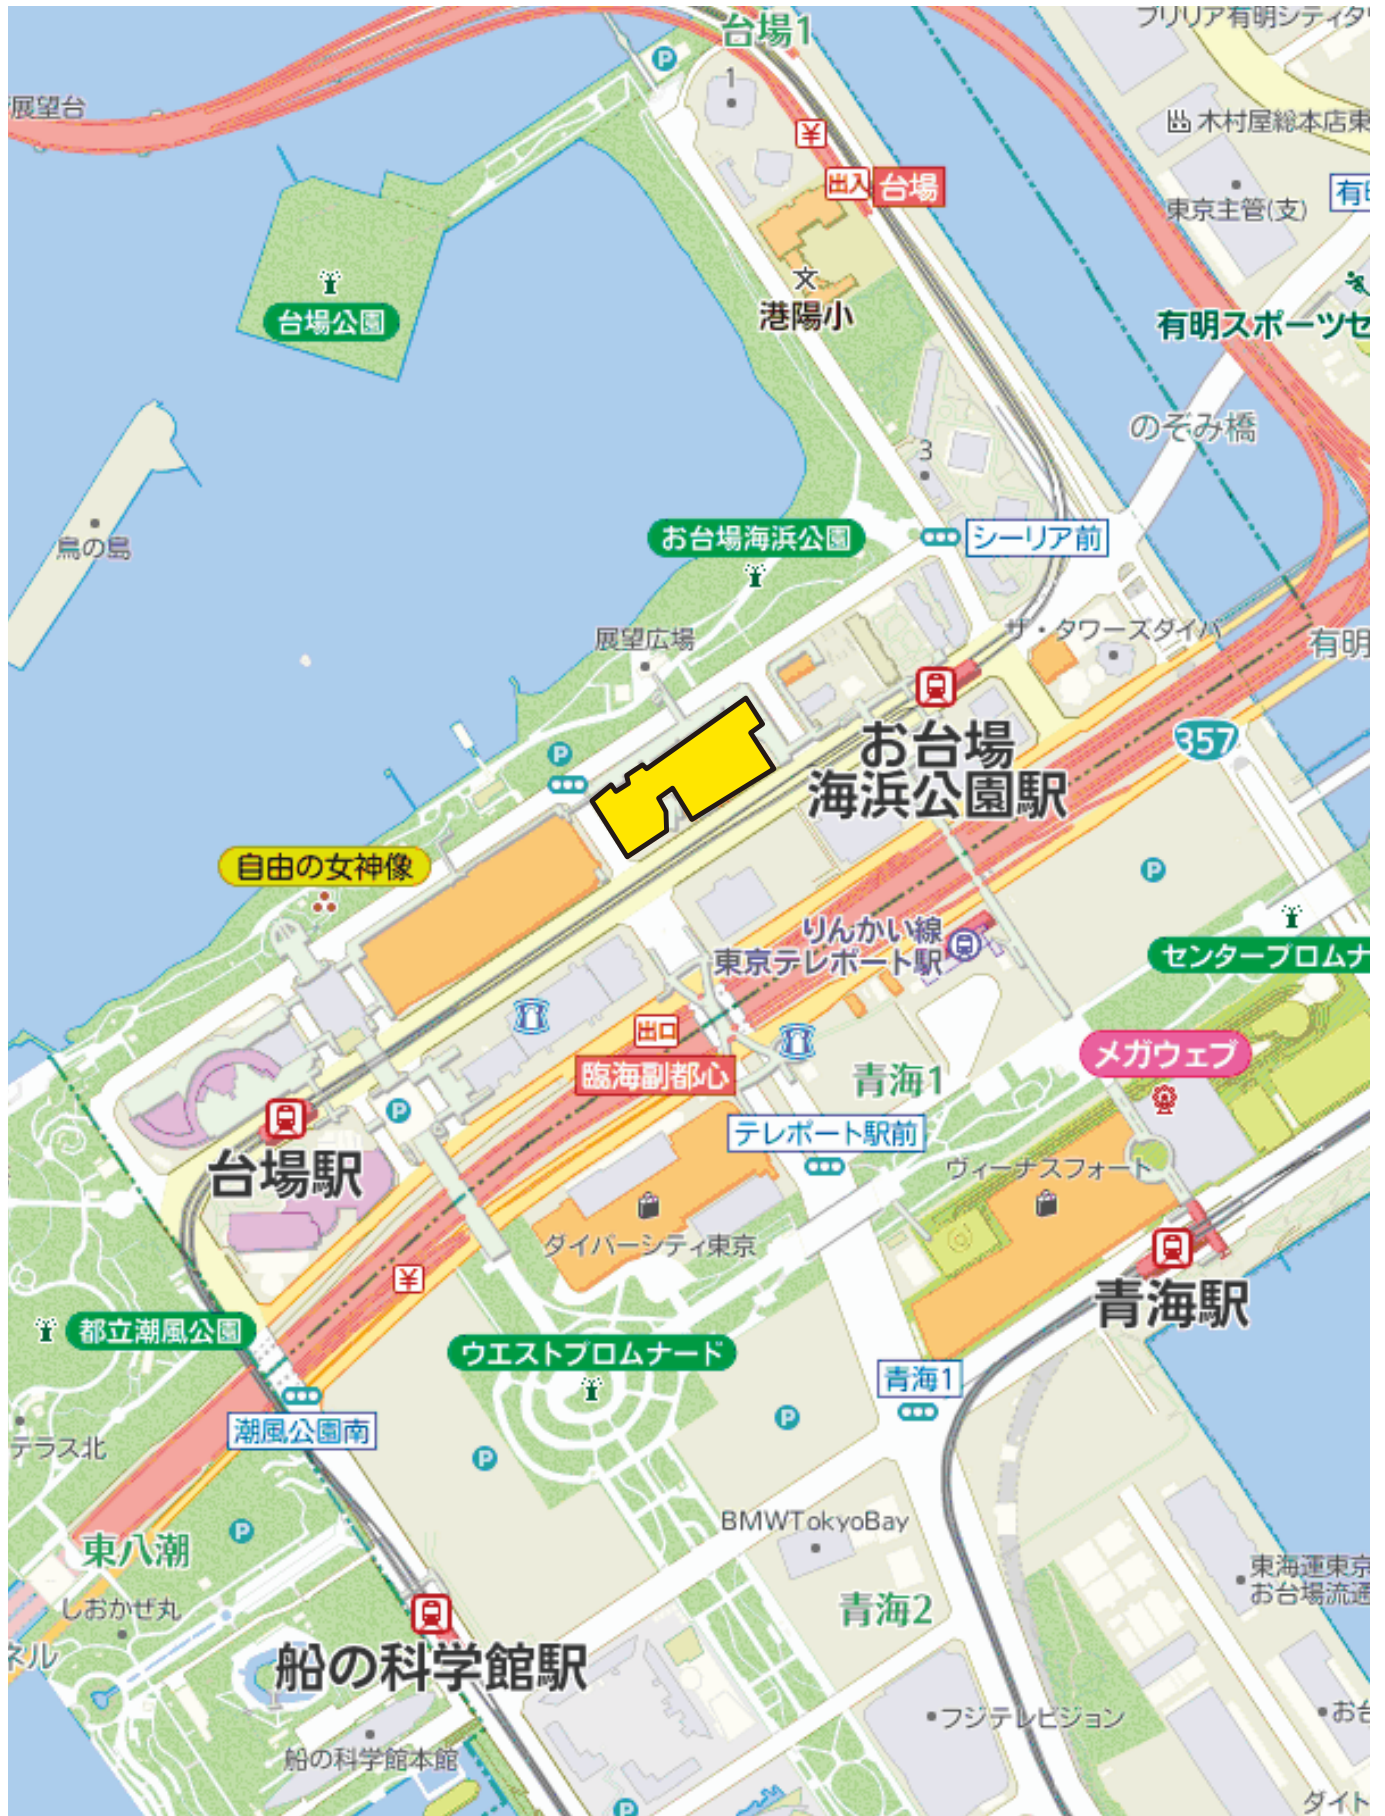 ブリリア有明シティタ
台場1
P
展望台
1
¥
木村屋総本店東
出入
台場
東京主管(支)
有明
文
港陽小
台場公園
有明スポーツセ
のぞみ橋
3
鳥の島
お台場海浜公園
シーリア前
展望広場
ザ・タワーズダイバ
有明
357
P
お台場
海浜公園駅
自由の女神像
P
りんかい線
東京テレポート駅
センタープロムナ
出口
臨海副都心
メガウェブ
青海1
P
テレポート駅前
台場駅
ヴィーナスフォート
ダイバーシティ東京
¥
青海駅
都立潮風公園
ウエストプロムナード
青海1
潮風公園南
P
テラス北
P
BMWTokyoBay
P
東八潮
東海運東京
お台場流通
しおかぜ丸
青海2
ネル
船の科学館駅
フジテレビジョン
お台
船の科学館本館
P
ダイト